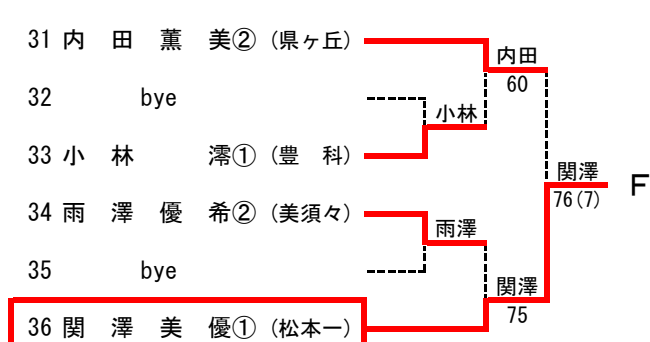 31 内 田 薫 美② (県ヶ丘)
内田
60
32 bye
小林
33 小 林 澪① (豊 科)
関澤
76(7)
F
34 雨 澤 優 希② (美須々)
雨澤
35 bye
関澤
75
36 関 澤 美 優① (松本一)